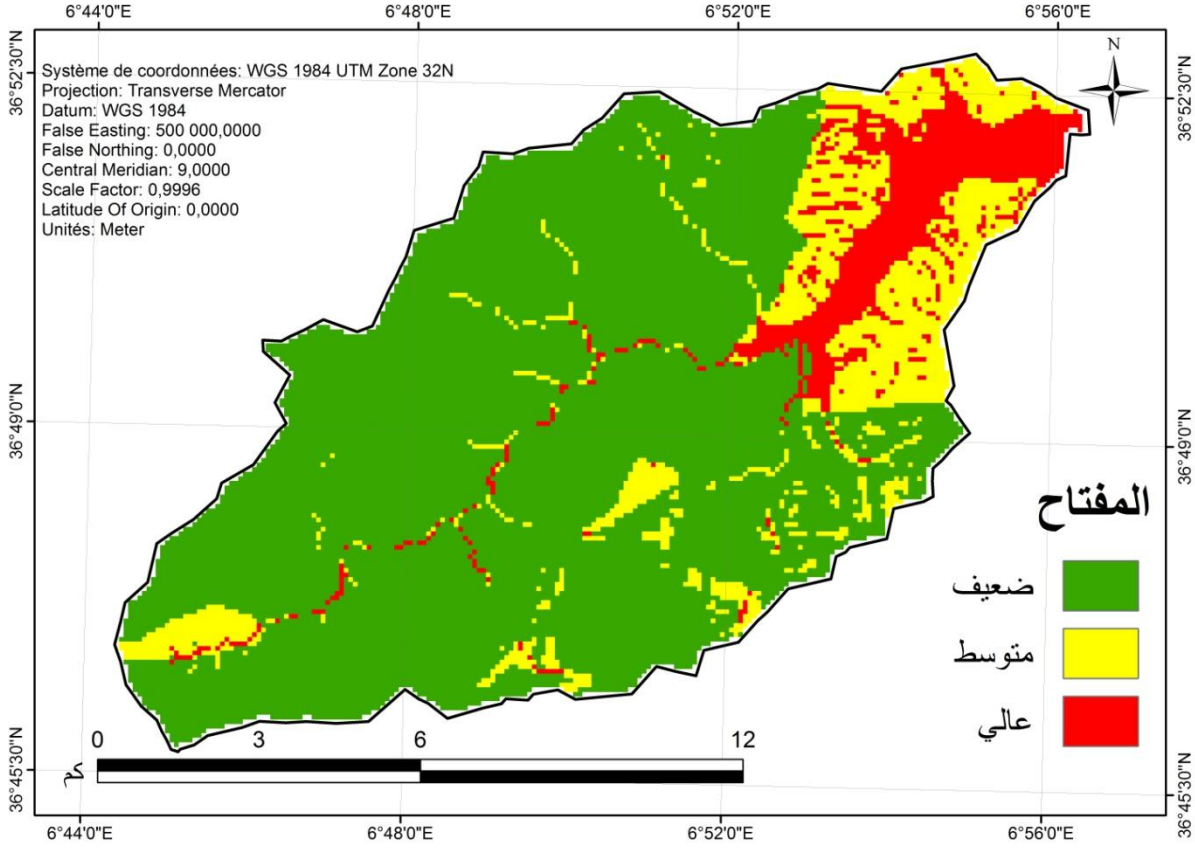 6°44'0"E 6°48'0"E 6°52'0"E 6°56'0"E
36°52'30"N
36°52'30"N
N
Système de coordonnées: WGS 1984 UTM Zone 32N
Projection: Transverse Mercator
Datum: WGS 1984
False Easting: 500 000,0000
False Northing: 0,0000
Central Meridian: 9,0000
Scale Factor: 0,9996
Latitude Of Origin: 0,0000
Unités: Meter
36°49'0"N
36°49'0"N
المفتاح
ضعيف
متوسط
عالي
0 3 6 12
كم
36°45'30"N
36°45'30"N
6°44'0"E 6°48'0"E 6°52'0"E 6°56'0"E